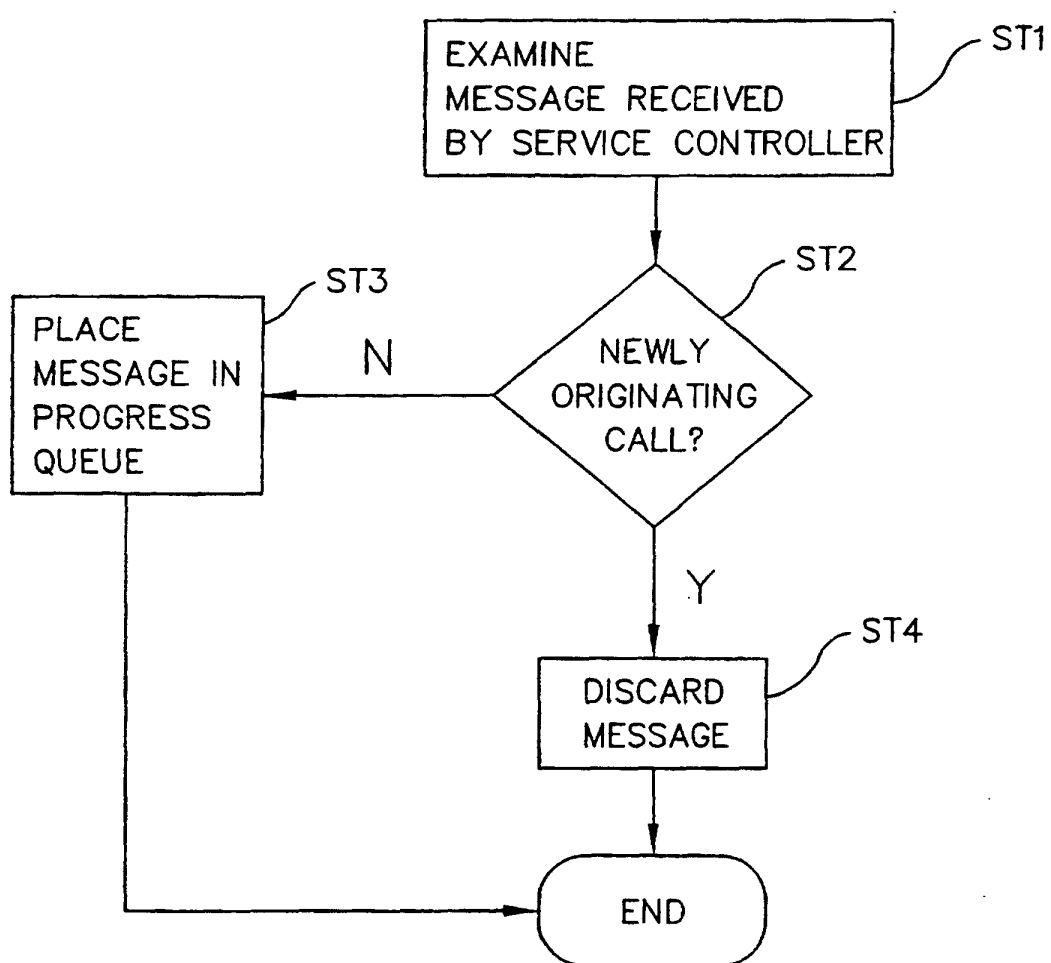 EXAMINE
MESSAGE RECEIVED
BY SERVICE CONTROLLER
ST1
ST2
NEWLY
ORIGINATING
CALL?
N
ST3
PLACE
MESSAGE IN
PROGRESS
QUEUE
Y
ST4
DISCARD
MESSAGE
END